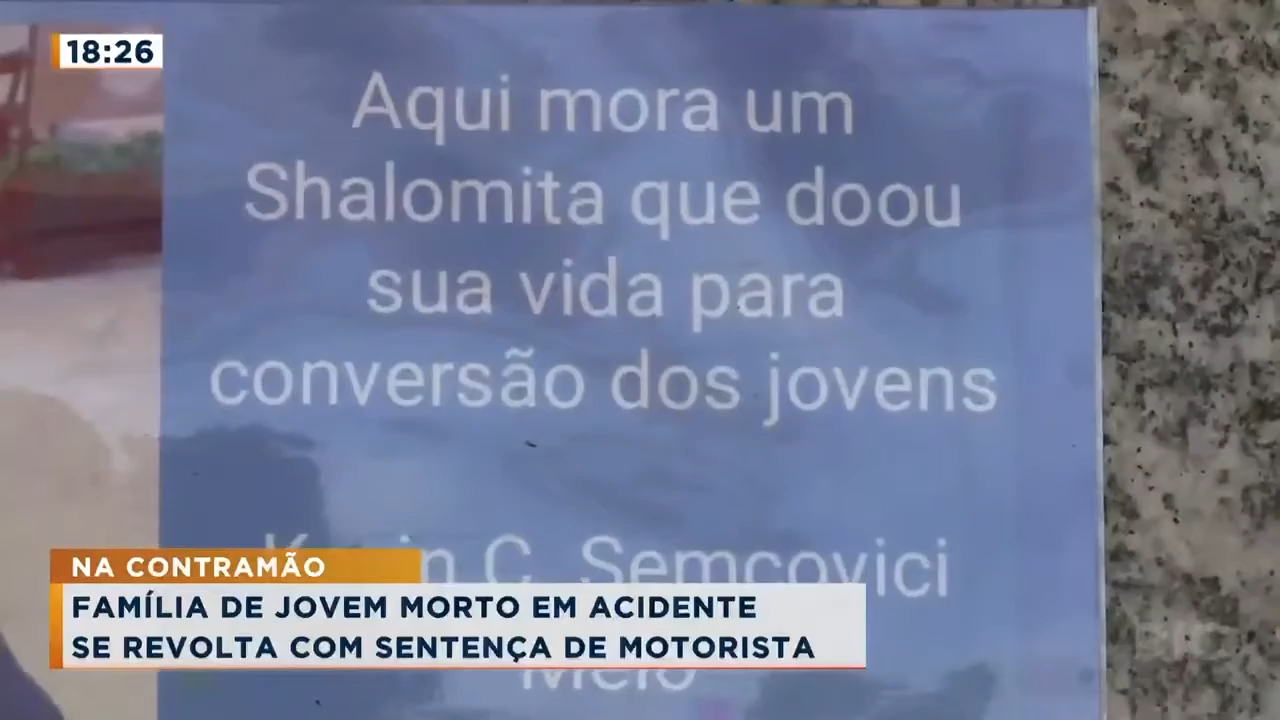 18:26
Aqui mora um
Shalomita que doou
sua vida para
conversão dos jovens
C. Semcovici
NA CONTRAMÃO
FAMÍLIA DE JOVEM MORTO EM ACIDENTE
SE REVOLTA COM SENTENÇA DE MOTORISTA